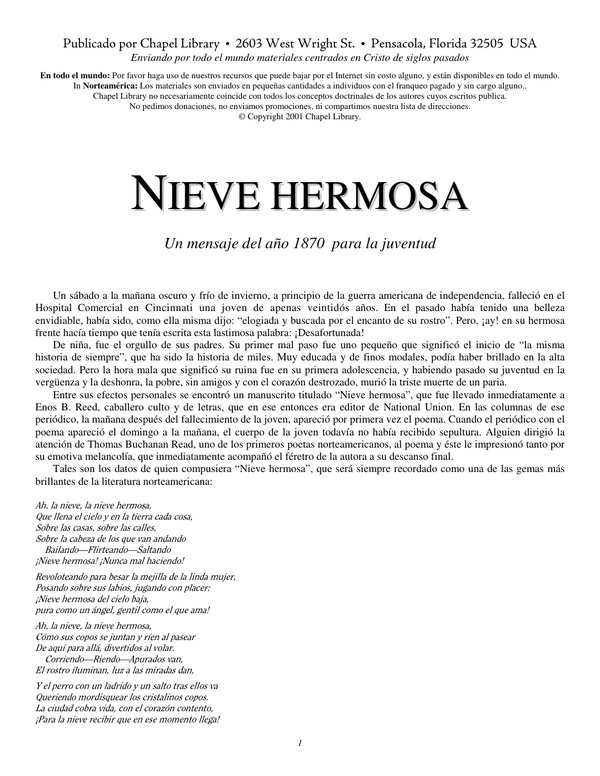 Publicado por Chapel Library • 2603 West Wright St. • Pensacola, Florida 32505 USA
Enviando por todo el mundo materiales centrados en Cristo de siglos pasados
En todo el mundo: Por favor haga uso de nuestros recursos que puede bajar por el Internet sin costo alguno, y están disponibles en todo el mundo.
In Norteamérica: Los materiales son enviados en pequeñas cantidades a individuos con el franqueo pagado y sin cargo alguno..
Chapel Library no necesariamente coincide con todos los conceptos doctrinales de los autores cuyos escritos publica.
No pedimos donaciones, no enviamos promociones, ni compartimos nuestra lista de direcciones.
© Copyright 2001 Chapel Library.
NIEVE HERMOSA
Un mensaje del año 1870 para la juventud
Un sábado a la mañana oscuro y frío de invierno, a principio de la guerra americana de independencia, falleció en el
Hospital Comercial en Cincinnati una joven de apenas veintidós años. En el pasado había tenido una belleza
envidiable, había sido, como ella misma dijo: “elogiada y buscada por el encanto de su rostro”. Pero, ¡ay! en su hermosa
frente hacía tiempo que tenía escrita esta lastimosa palabra: ¡Desafortunada!
De niña, fue el orgullo de sus padres. Su primer mal paso fue uno pequeño que significó el inicio de “la misma
historia de siempre”, que ha sido la historia de miles. Muy educada y de finos modales, podía haber brillado en la alta
sociedad. Pero la hora mala que significó su ruina fue en su primera adolescencia, y habiendo pasado su juventud en la
vergüenza y la deshonra, la pobre, sin amigos y con el corazón destrozado, murió la triste muerte de un paria.
Entre sus efectos personales se encontró un manuscrito titulado “Nieve hermosa”, que fue llevado inmediatamente a
Enos B. Reed, caballero culto y de letras, que en ese entonces era editor de National Union. En las columnas de ese
periódico, la mañana después del fallecimiento de la joven, apareció por primera vez el poema. Cuando el periódico con el
poema apareció el domingo a la mañana, el cuerpo de la joven todavía no había recibido sepultura. Alguien dirigió la
atención de Thomas Buchanan Read, uno de los primeros poetas norteamericanos, al poema y éste le impresionó tanto por
su emotiva melancolía, que inmediatamente acompañó el féretro de la autora a su descanso final.
Tales son los datos de quien compusiera “Nieve hermosa”, que será siempre recordado como una de las gemas más
brillantes de la literatura norteamericana:
Ah, la nieve, la nieve hermosa,
Que llena el cielo y en la tierra cada cosa,
Sobre las casas, sobre las calles,
Sobre la cabeza de los que van andando
Bailando—Flirteando—Saltando
¡Nieve hermosa! ¡Nunca mal haciendo!
Revoloteando para besar la mejilla de la linda mujer,
Posando sobre sus labios, jugando con placer:
¡Nieve hermosa del cielo baja,
pura como un ángel, gentil como el que ama!
Ah, la nieve, la nieve hermosa,
Cómo sus copos se juntan y ríen al pasear
De aquí para allá, divertidos al volar.
Corriendo—Riendo—Apurados van,
El rostro iluminan, luz a las miradas dan,
Y el perro con un ladrido y un salto tras ellos va
Queriendo mordisquear los cristalinos copos.
La ciudad cobra vida, con el corazón contento,
¡Para la nieve recibir que en ese momento llega!
1